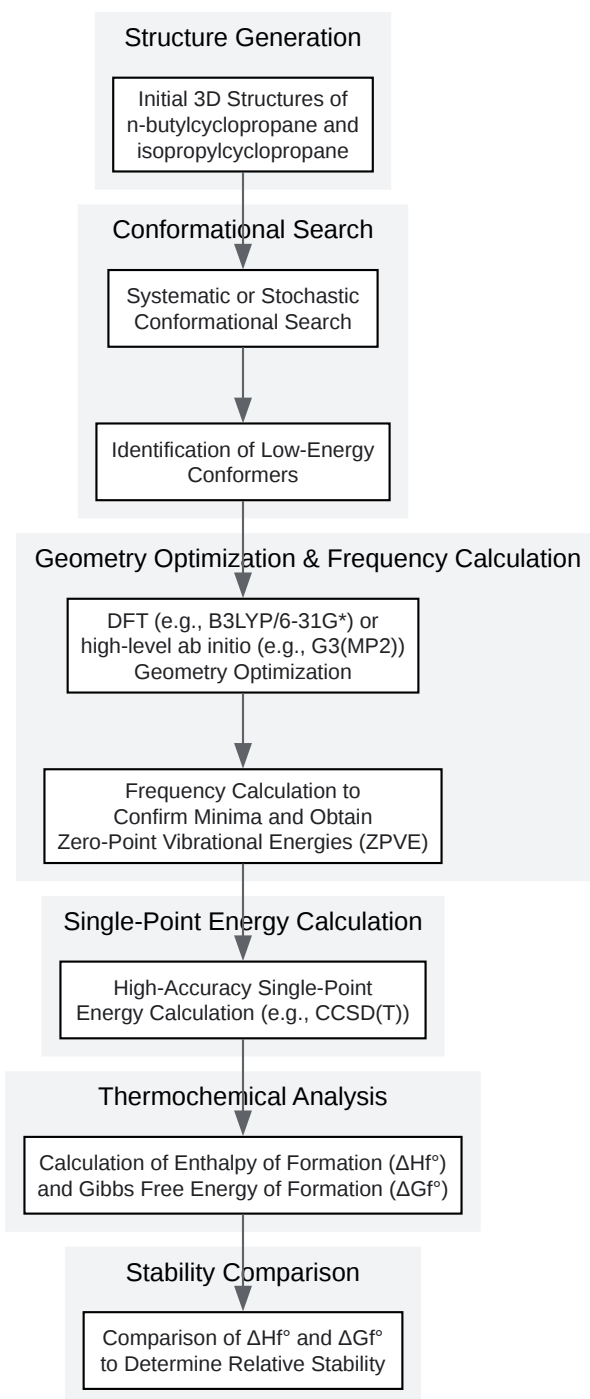 Structure Generation
Initial 3D Structures of
n-butylcyclopropane and
isopropylcyclopropane
Conformational Search
Systematic or Stochastic
Conformational Search
Identification of Low-Energy
Conformers
Geometry Optimization & Frequency Calculation
DFT (e.g., B3LYP/6-31G*) or
high-level ab initio (e.g., G3(MP2))
Geometry Optimization
Frequency Calculation to
Confirm Minima and Obtain
Zero-Point Vibrational Energies (ZPVE)
Single-Point Energy Calculation
High-Accuracy Single-Point
Energy Calculation (e.g., CCSD(T))
Thermochemical Analysis
Calculation of Enthalpy of Formation (ΔHf°)
and Gibbs Free Energy of Formation (ΔGf°)
Stability Comparison
Comparison of ΔHf° and ΔGf°
to Determine Relative Stability